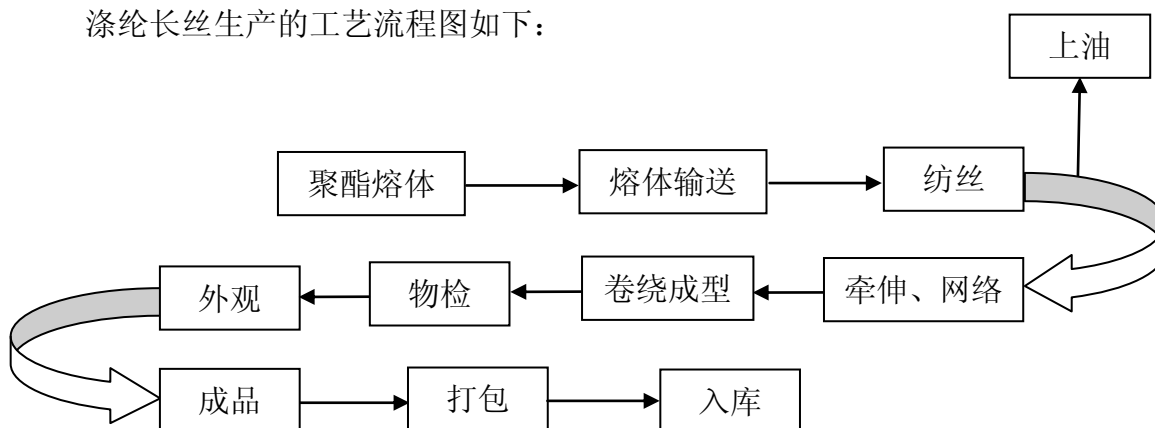 涤纶长丝生产的工艺流程图如下：
上油
聚酯熔体
熔体输送
纺丝
外观
物检
卷绕成型
牵伸、网络
成品
打包
入库